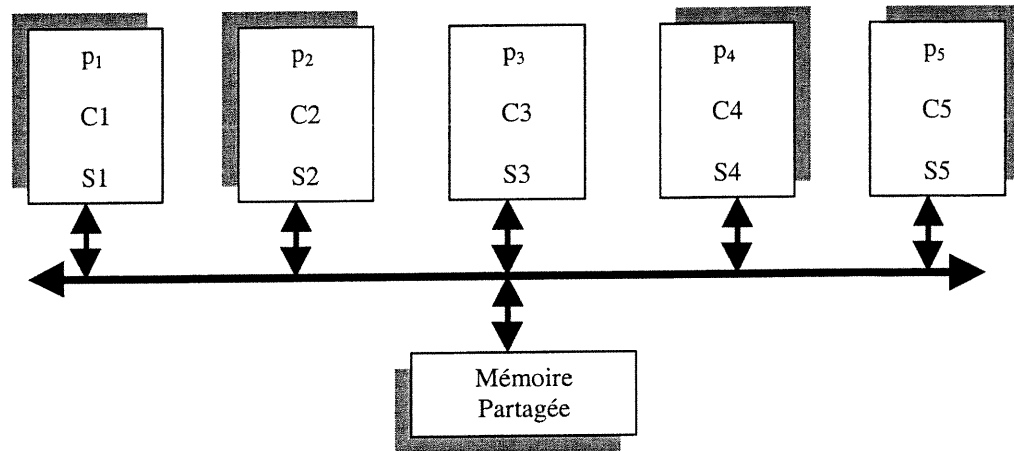 p₁ p₂ p₃ p₄ p₅
C1 C2 C3 C4 C5
S1 S2 S3 S4 S5
Mémoire
Partagée